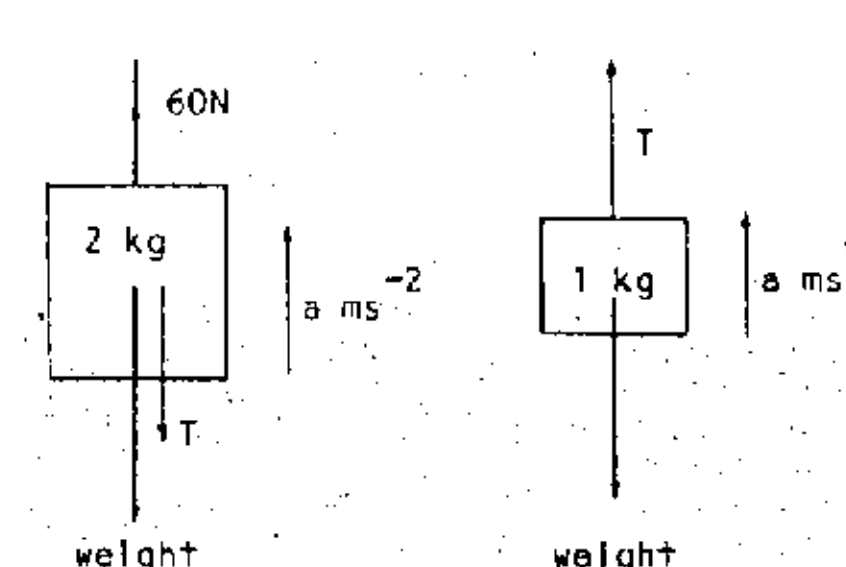 60N
T
2 kg
a ms⁻²
1 kg
a ms
T
weight
weight